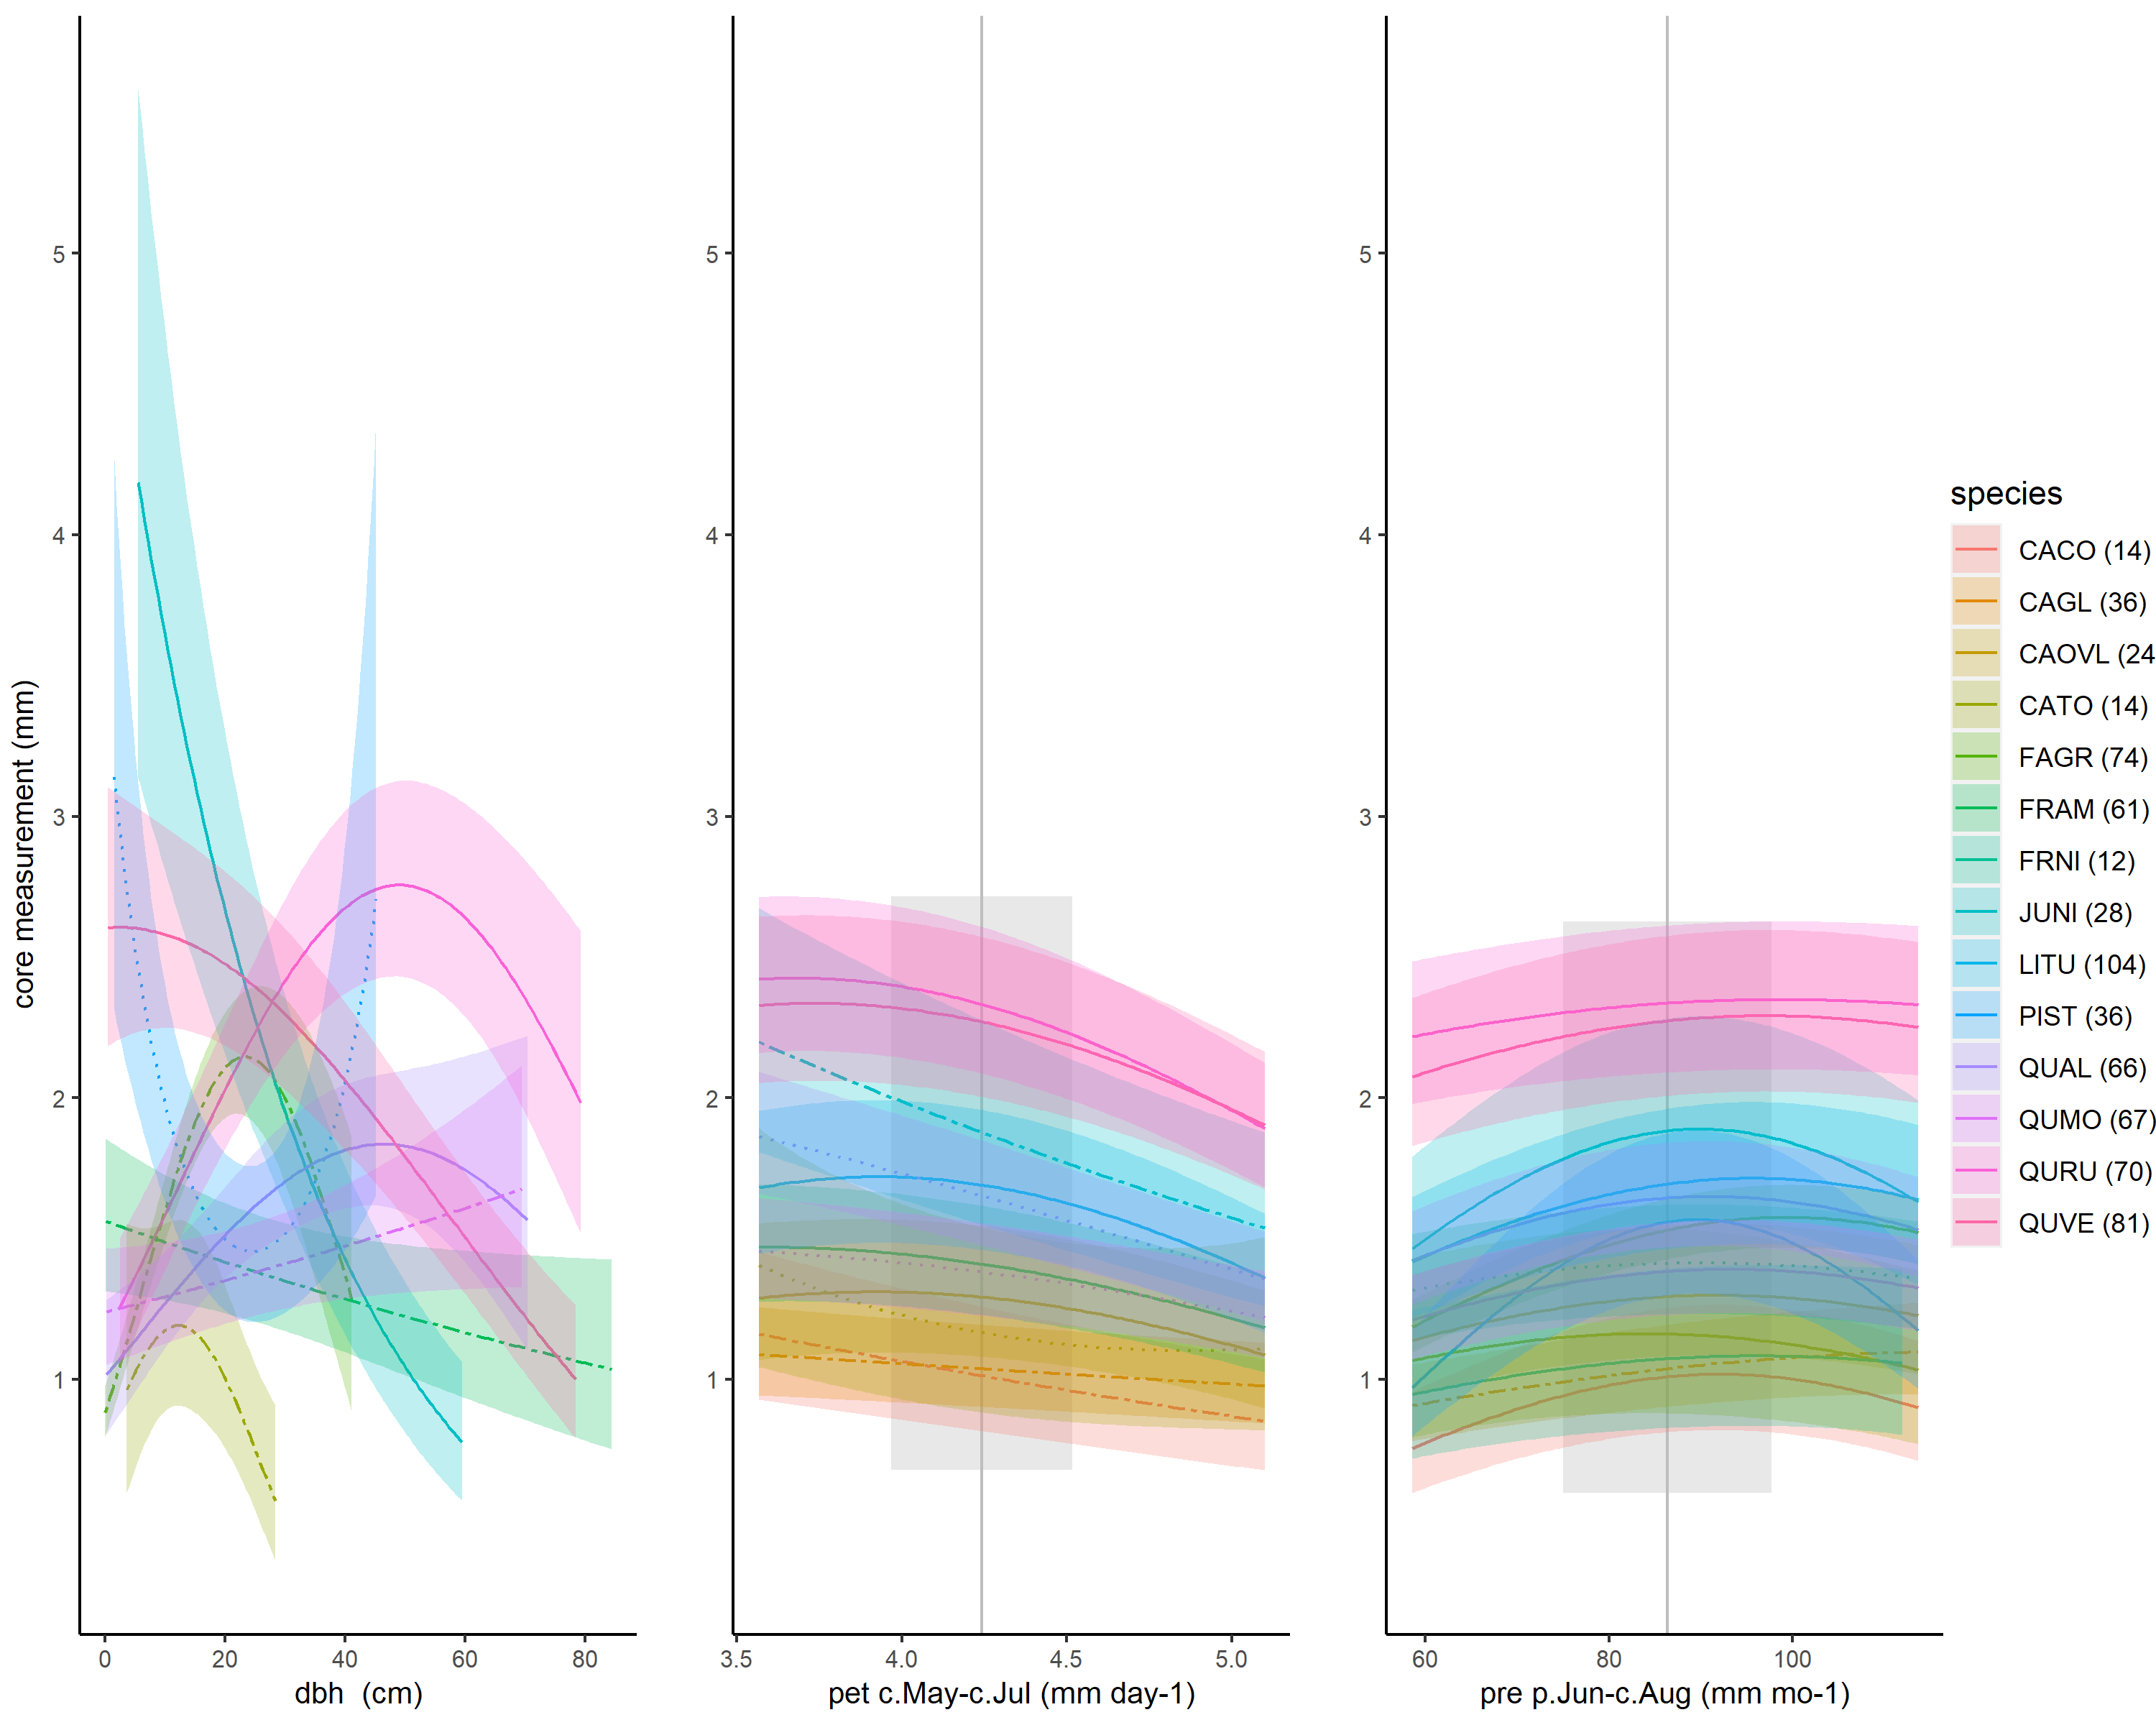 core measurement (mm)
5
4
3
2
1
0 20 40 60 80
dbh (cm)
5
4
3
2
1
3.5 4.0 4.5 5.0
pet c.May-c.Jul (mm day-1)
5
4
3
2
1
60 80 100
pre p.Jun-c.Aug (mm mo-1)
species
CACO (14)
CAGL (36)
CAOVL (24
CATO (14)
FAGR (74)
FRAM (61)
FRNI (12)
JUNI (28)
LITU (104)
PIST (36)
QUAL (66)
QUMO (67)
QURU (70)
QUVE (81)